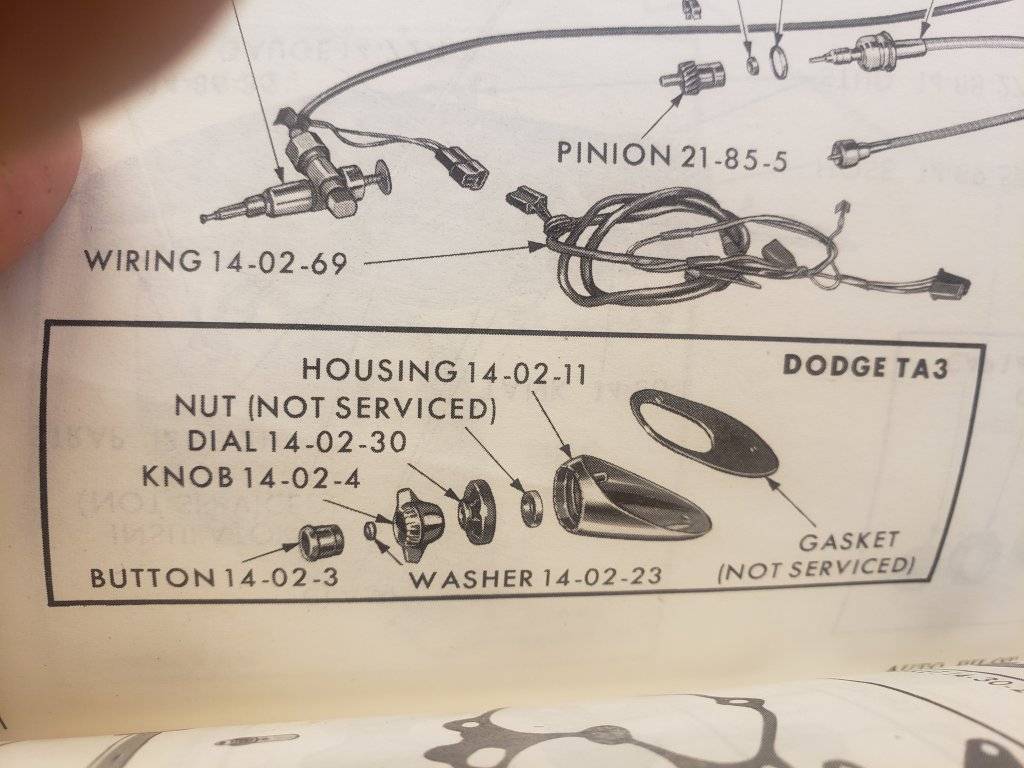 PINION 21-85-5
WIRING 14-02-69
DODGE TA3
HOUSING 14-02-11
NUT (NOT SERVICED)
DIAL 14-02-30
KNOB 14-02-4
BUTTON 14-02-3
WASHER 14-02-23
GASKET
(NOT SERVICED)